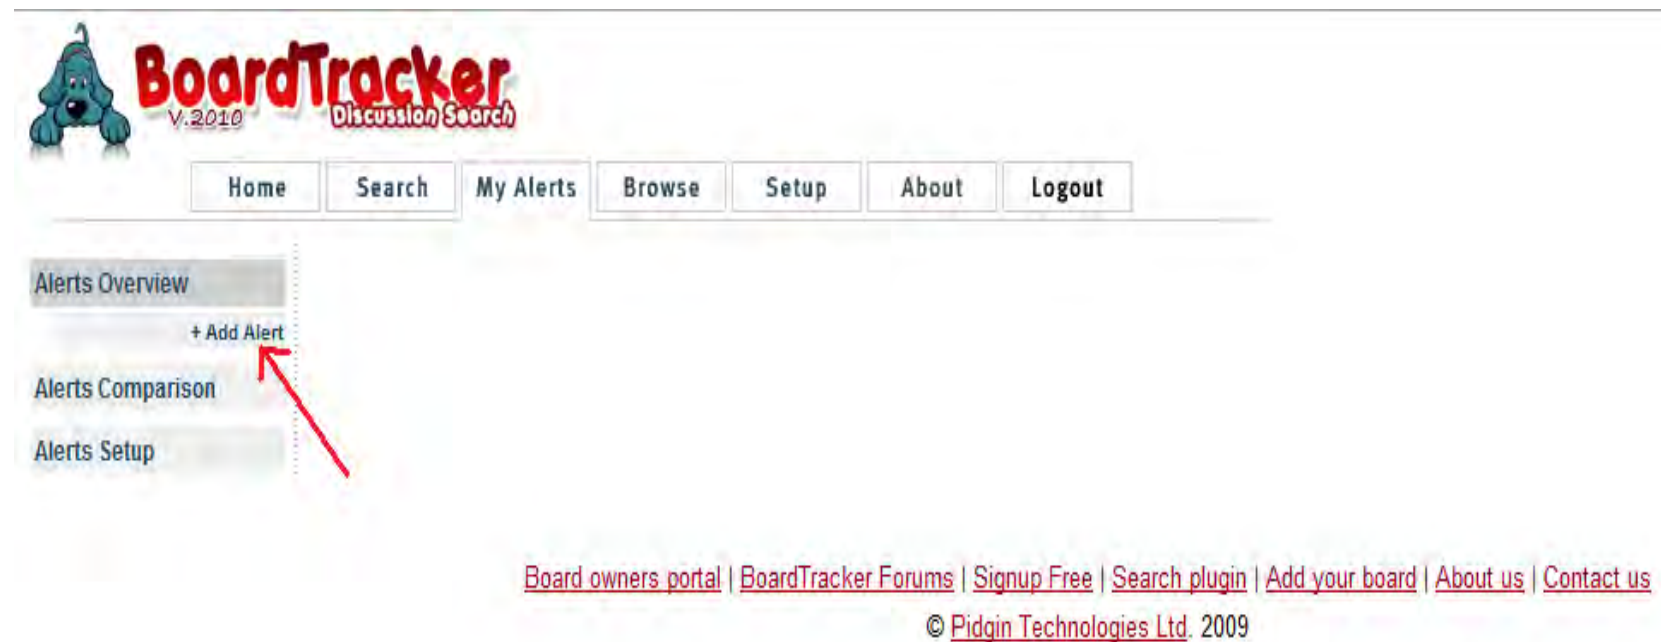 BoardTracker
V.2010 Discussion Search
Home Search My Alerts Browse Setup About Logout
Alerts Overview
+ Add Alert
Alerts Comparison
Alerts Setup
Board owners portal | BoardTracker Forums | Signup Free | Search plugin | Add your board | About us | Contact us
© Pidgin Technologies Ltd. 2009